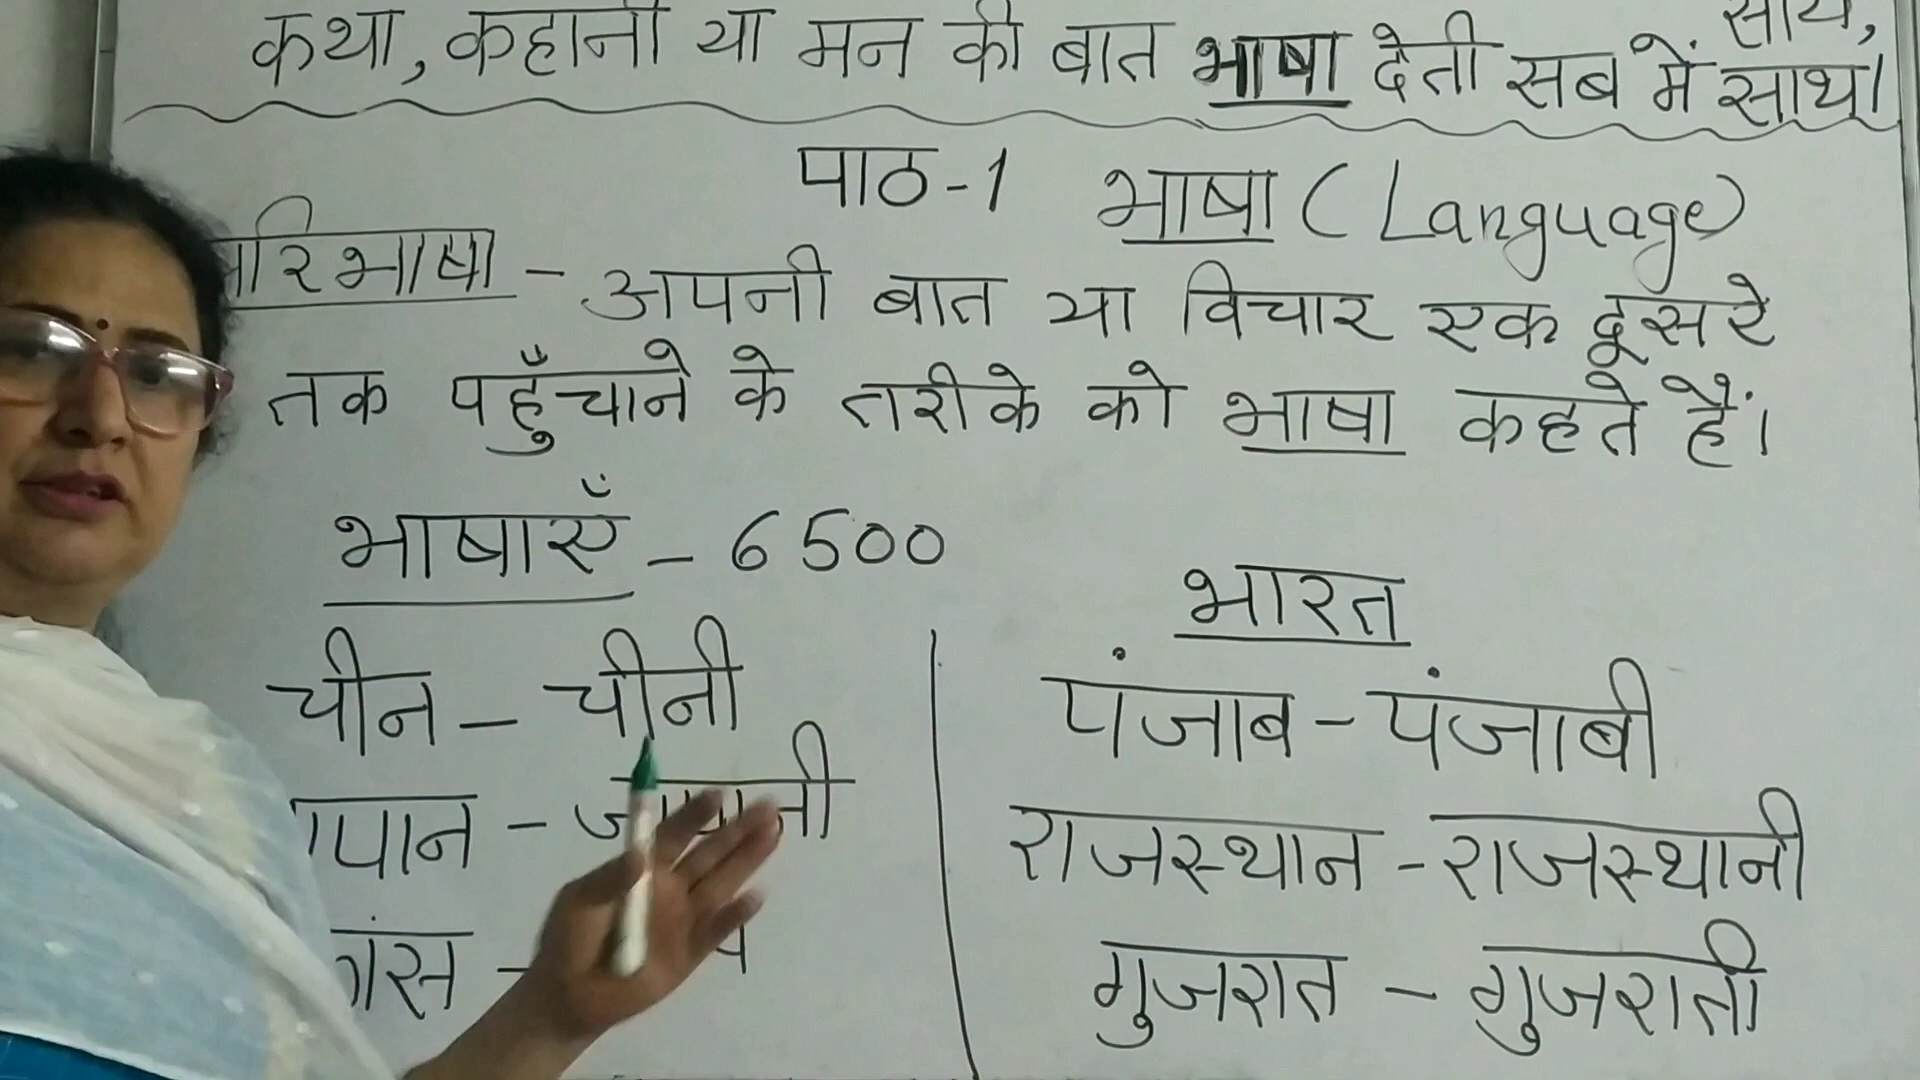 साथ,
कथा, कहानी या मन की बात भाषा देती सब में साथ।
पाठ-1 भाषा (Language)
परिभाषा - अपनी बात या विचार एक दूसरे
तक पहुँचाने के तरीके को भाषा कहते हैं।
भाषाएँ - 6500
भारत
चीन - चीनी
जापान - जापानी
फ्रांस -
पंजाब - पंजाबी
राजस्थान - राजस्थानी
गुजरात - गुजराती